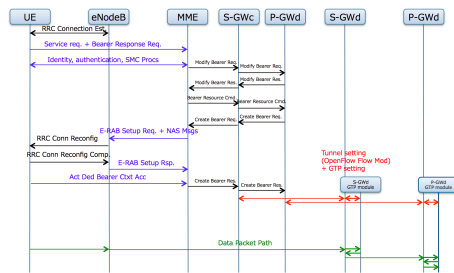 UE eNodeB MME S-GWc P-GWd S-GWd P-GWd
RRC Connection Est.
Service req. + Bearer Response Req.
Modify Bearer Req.
Identity, authentication, SMC Procs
Modify Bearer Req.
Modify Bearer Res.
Modify Bearer Res.
Bearer Resource Cmd.
Bearer Resource Cmd.
Create Bearer Req.
Create Bearer Req.
E-RAB Setup Req. + NAS Msgs
RRC Conn Reconfig
RRC Conn Reconfig Comp.
E-RAB Setup Rsp.
Tunnel setting
(OpenFlow Flow Mod)
+ GTP setting
Act Ded Bearer Ctxt Acc
Create Bearer Req.
Create Bearer Req.
S-GWd
GTP module
P-GWd
GTP module
Data Packet Path